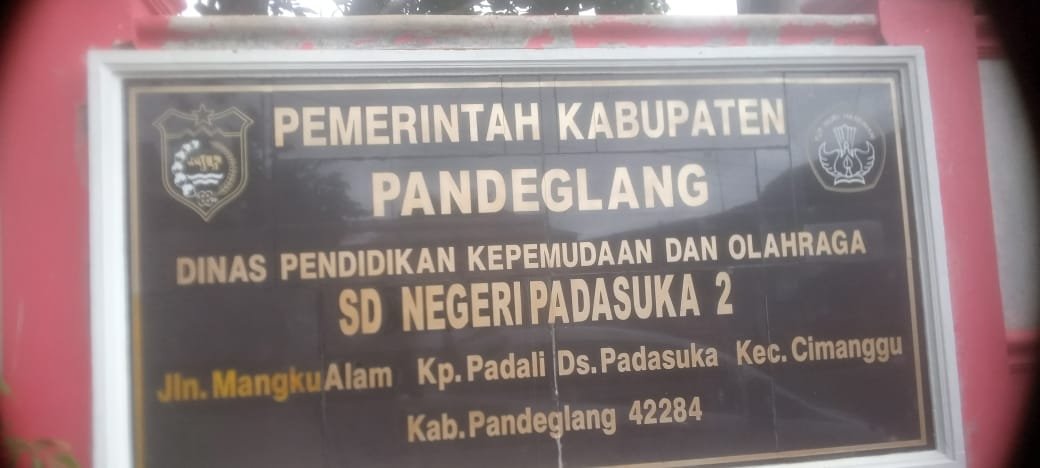 PEMERINTAH KABUPATEN
PANDEGLANG
DINAS PENDIDIKAN KEPEMUDAAN DAN OLAHRAGA
SD NEGERI PADASUKA 2
Jln. Mangku Alam Kp. Padali Ds. Padasuka Kec. Cimanggu
Kab. Pandeglang 42284